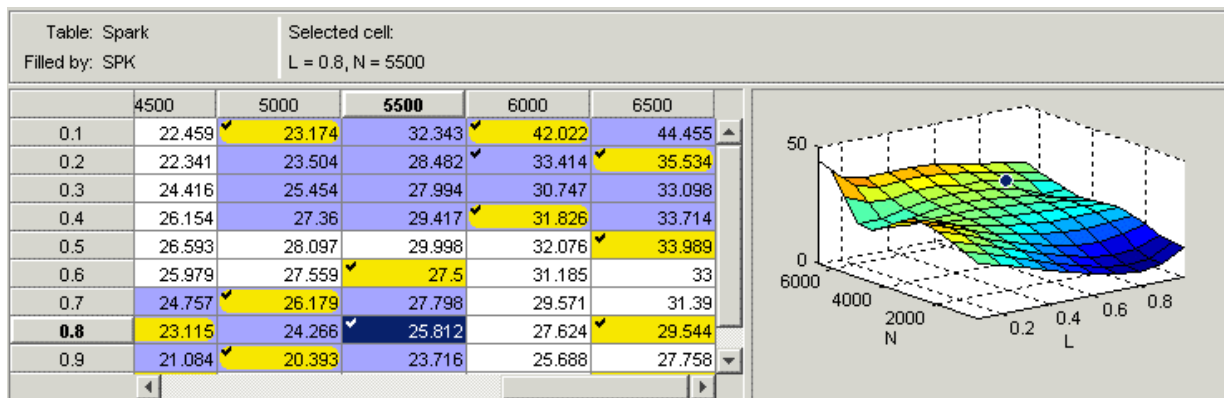 Table: Spark
Filled by: SPK
Selected cell:
L = 0.8, N = 5500
4500 5000 5500 6000 6500
0.1 22.459 23.174 32.343 42.022 44.455
0.2 22.341 23.504 28.482 33.414 35.534
0.3 24.416 25.454 27.994 30.747 33.098
0.4 26.154 27.36 29.417 31.826 33.714
0.5 26.593 28.097 29.998 32.076 33.989
0.6 25.979 27.559 27.5 31.185 33
0.7 24.757 26.179 27.798 29.571 31.39
0.8 23.115 24.266 25.812 27.624 29.544
0.9 21.084 20.393 23.716 25.688 27.758
50
0
6000
4000
2000
N
0.2 0.4 0.6 0.8
L